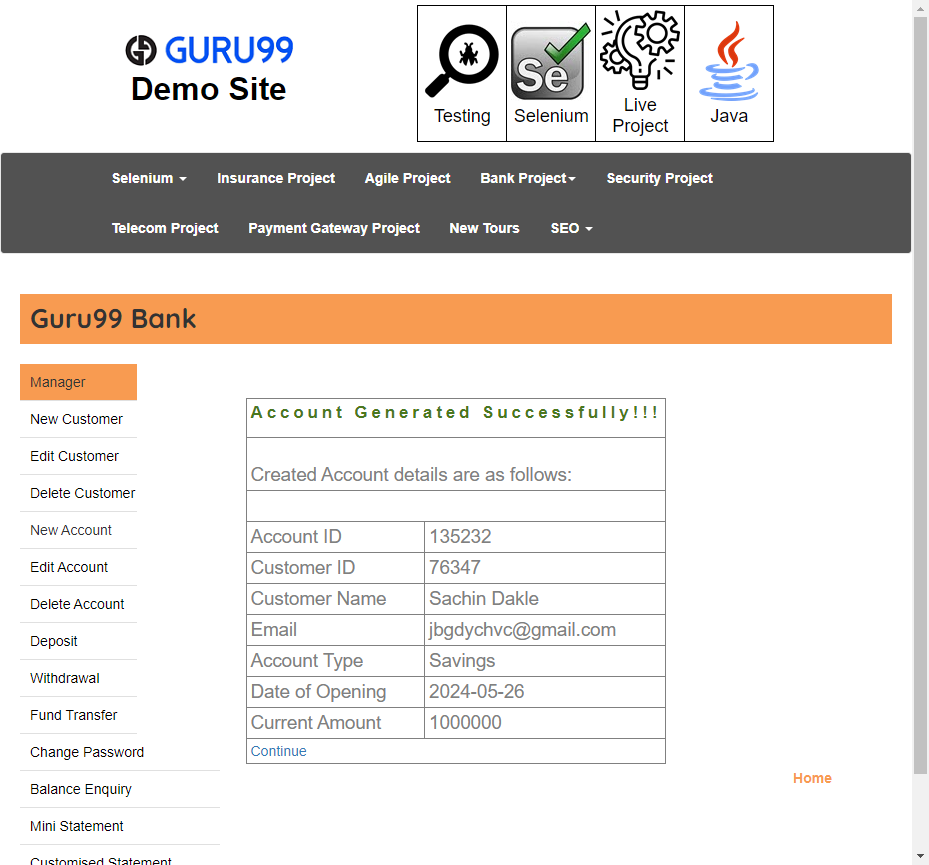 GURU99
Demo Site
Testing
Se
Selenium
Live
Project
Java
Selenium
Insurance Project
Agile Project
Bank Project
Security Project
Telecom Project
Payment Gateway Project
New Tours
SEO
Guru99 Bank
Manager
New Customer
Edit Customer
Delete Customer
New Account
Edit Account
Delete Account
Deposit
Withdrawal
Fund Transfer
Change Password
Balance Enquiry
Mini Statement
Customised Statement
Account Generated Successfully!!!
Created Account details are as follows:
Account ID 135232
Customer ID 76347
Customer Name Sachin Dakle
Email jbgdychvc@gmail.com
Account Type Savings
Date of Opening 2024-05-26
Current Amount 1000000
Continue
Home